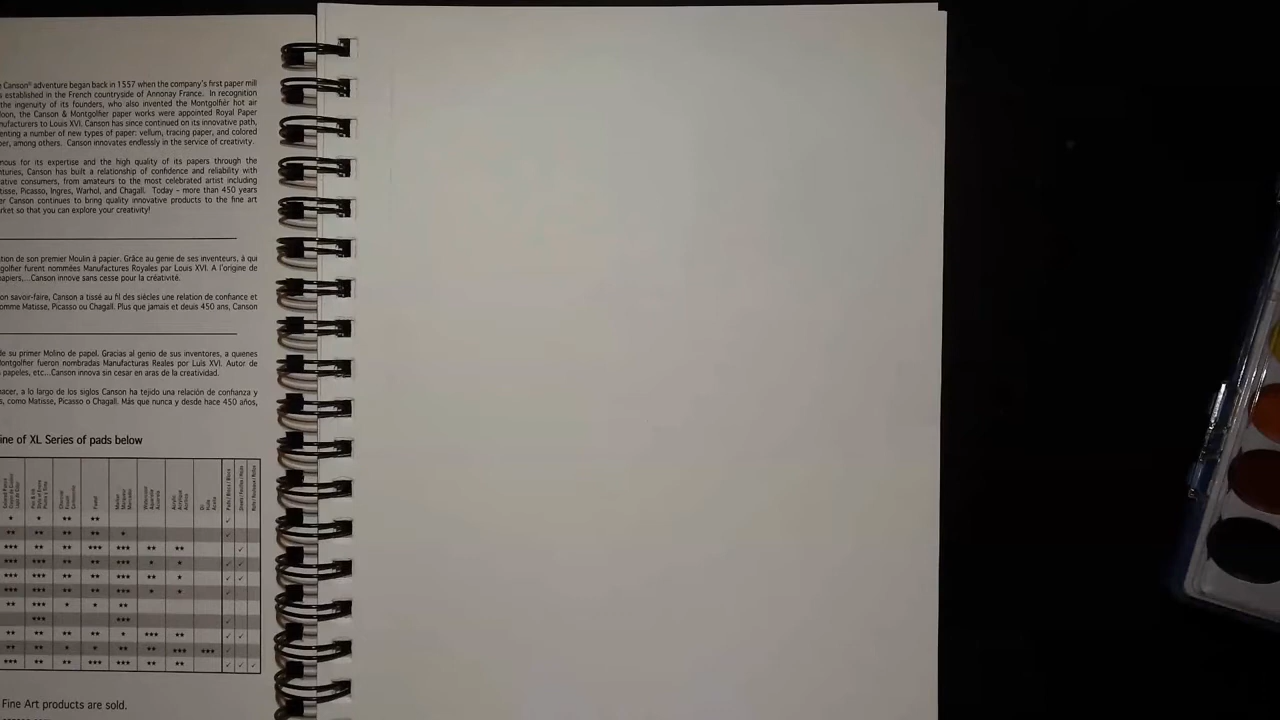 Canson® adventure began back in 1557 when the company's first paper mill
established in the French countryside of Annonay France. In recognition
the ingenuity of its founders, who also invented the Montgolfier hot air
loon, the Canson & Montgolfier paper works were appointed Royal Paper
nufacturers to Louis XVI. Canson has since continued on its innovative path,
enting a number of new types of paper: vellum, tracing paper, and colored
per, among others. Canson innovates endlessly in the service of creativity.
mous for its expertise and the high quality of its papers through the
nturies, Canson has built a relationship of confidence and reliability with
ative consumers, from amateurs to the most celebrated artist including
tisse, Picasso, Ingres, Warhol, and Chagall. Today – more than 450 years
er Canson continues to bring quality innovative products to the fine art
rket so that you can explore your creativity!
tion de son premier Moulin à papier. Grâce au genie de ses inventeurs, à qui
golfier furent nommées Manufactures Royales par Louis XVI. A l'origine de
papiers,...Canson innove sans cesse pour la créativité.
on savoir-faire, Canson a tissé au fil des siécles une relation de confiance et
omme Matisse, Picasso ou Chagall. Plus que jamais et deuis 450 ans, Canson
de su primer Molino de papel. Gracias al genio de sus inventores, a quienes
ontgolfier fueron nombradas Manufacturas Reales por Luis XVI. Autor de
papeles, etc...Canson innova sin cesar en aras de la creatividad.
nacer, a lo largo de los siglos Canson ha tejido una relación de confianza y
s, como Matisse, Picasso o Chagall. Más que nunca y desde hace 450 años,
ine of XL Series of pads below
Fine Art products are sold.